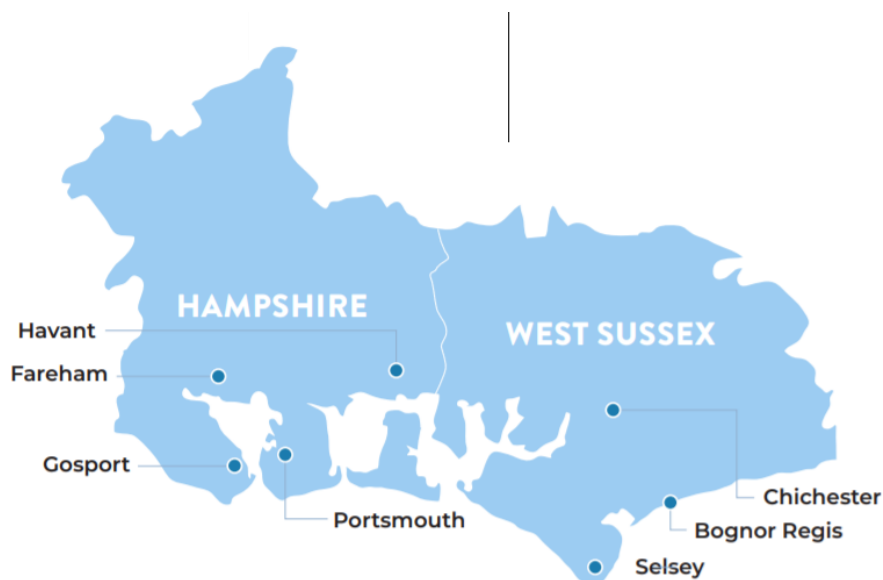 HAMPSHIRE
Havant
WEST SUSSEX
Fareham
Gosport
Chichester
Portsmouth
Bognor Regis
Selsey